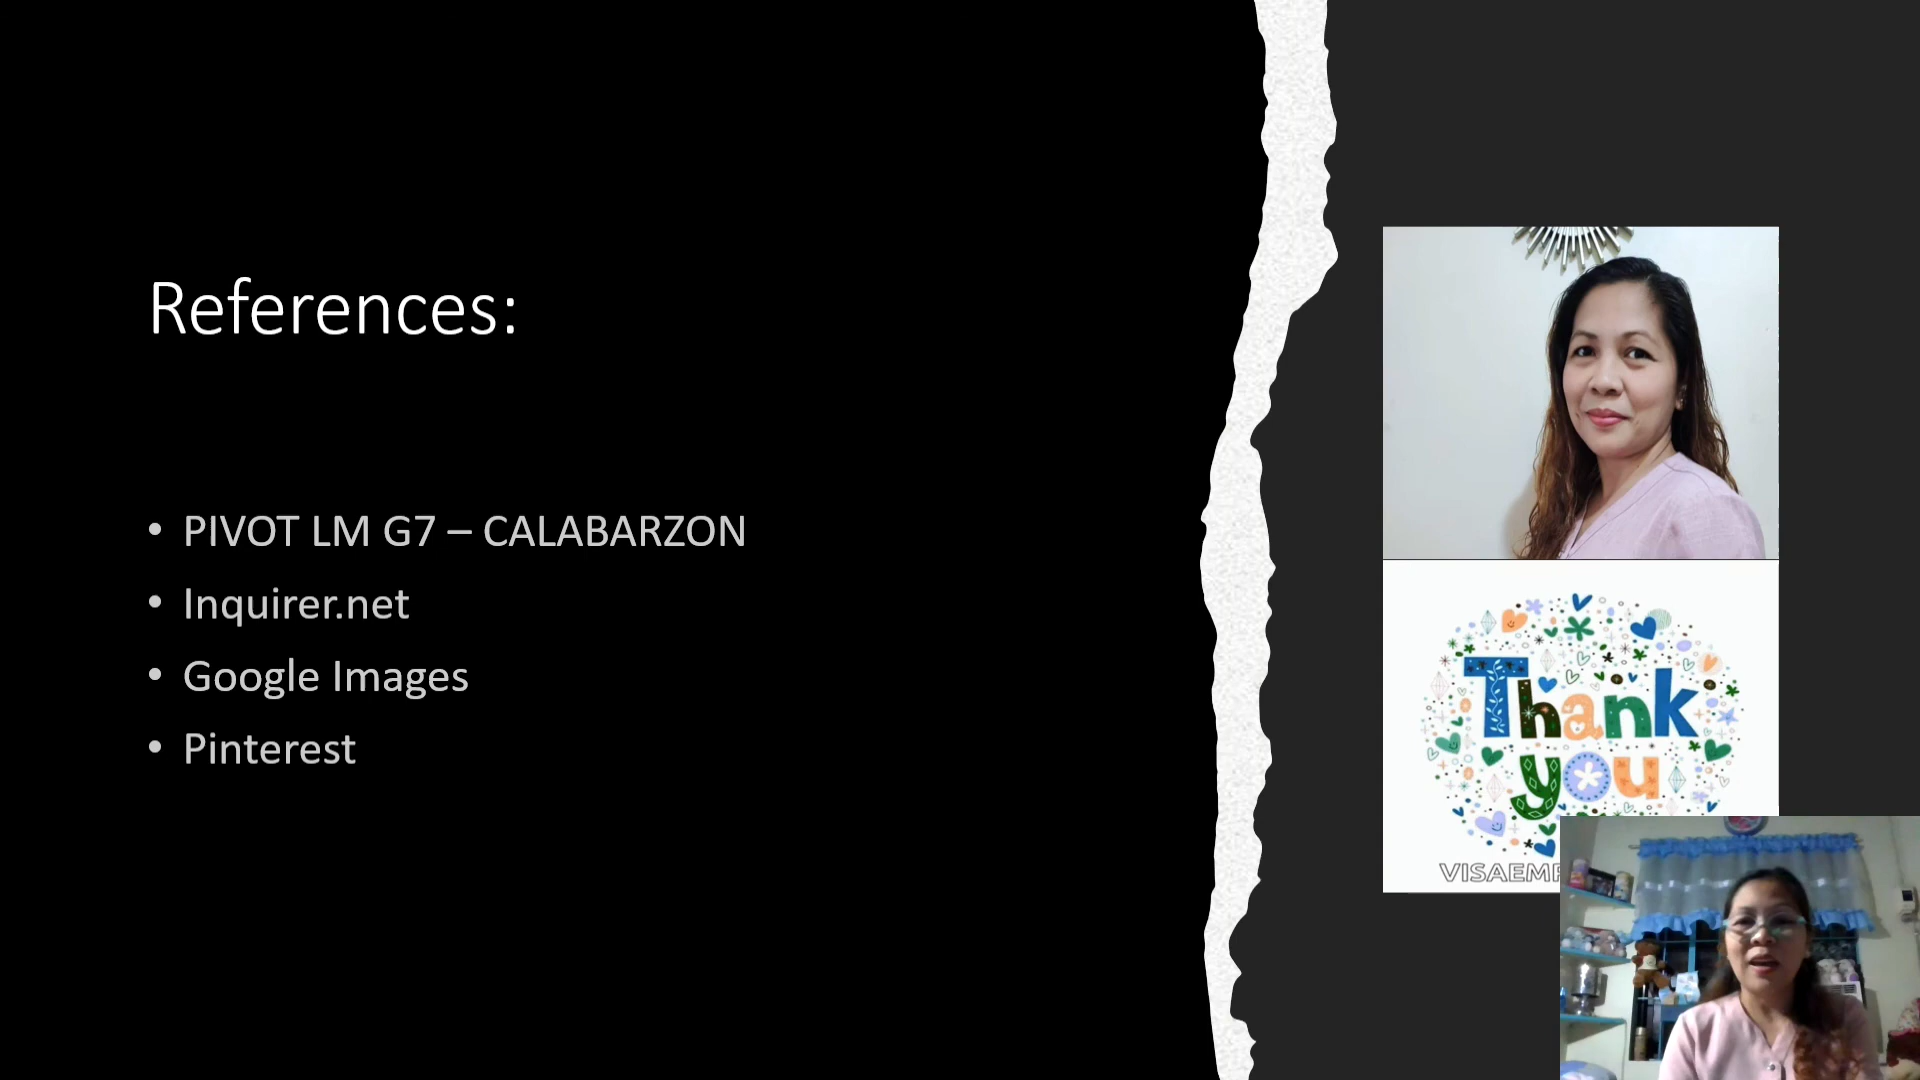 References:
• PIVOT LM G7 – CALABARZON
• Inquirer.net
• Google Images
• Pinterest
Thank
you